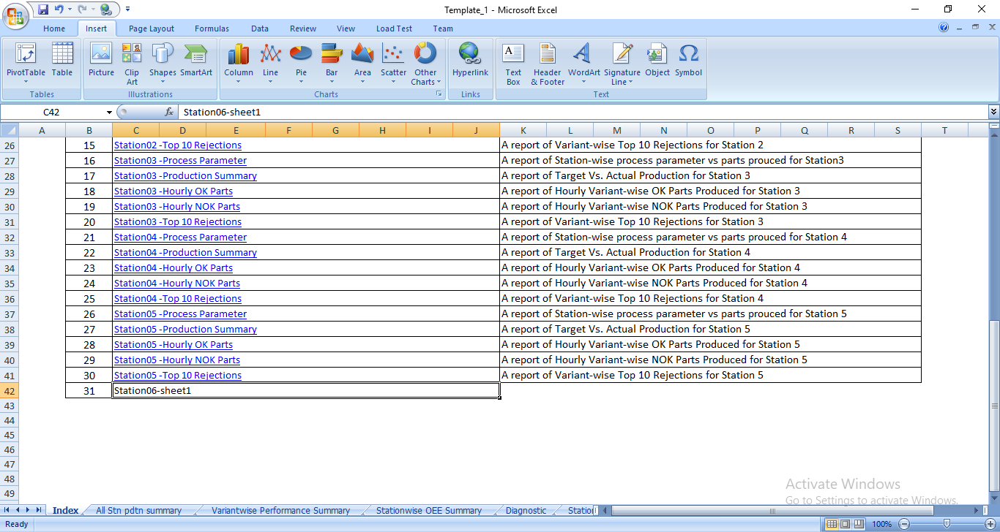 Template_1 - Microsoft Excel
Home Insert Page Layout Formulas Data Review View Load Test Team
PivotTable Table Picture Clip Art Shapes SmartArt Column Line Pie Bar Area Scatter Other Charts Hyperlink Text Box Header & Footer WordArt Signature Line Object Symbol
Tables Illustrations Charts Links Text
C42 fx Station06-sheet1
A B C D E F G H I J K L M N O P Q R S T
26 15 Station02 -Top 10 Rejections A report of Variant-wise Top 10 Rejections for Station 2
27 16 Station03 -Process Parameter A report of Station-wise process parameter vs parts prouced for Station3
28 17 Station03 -Production Summary A report of Target Vs. Actual Production for Station 3
29 18 Station03 -Hourly OK Parts A report of Hourly Variant-wise OK Parts Produced for Station 3
30 19 Station03 -Hourly NOK Parts A report of Hourly Variant-wise NOK Parts Produced for Station 3
31 20 Station03 -Top 10 Rejections A report of Variant-wise Top 10 Rejections for Station 3
32 21 Station04 -Process Parameter A report of Station-wise process parameter vs parts prouced for Station 4
33 22 Station04 -Production Summary A report of Target Vs. Actual Production for Station 4
34 23 Station04 -Hourly OK Parts A report of Hourly Variant-wise OK Parts Produced for Station 4
35 24 Station04 -Hourly NOK Parts A report of Hourly Variant-wise NOK Parts Produced for Station 4
36 25 Station04 -Top 10 Rejections A report of Variant-wise Top 10 Rejections for Station 4
37 26 Station05 -Process Parameter A report of Station-wise process parameter vs parts prouced for Station 5
38 27 Station05 -Production Summary A report of Target Vs. Actual Production for Station 5
39 28 Station05 -Hourly OK Parts A report of Hourly Variant-wise OK Parts Produced for Station 5
40 29 Station05 -Hourly NOK Parts A report of Hourly Variant-wise NOK Parts Produced for Station 5
41 30 Station05 -Top 10 Rejections A report of Variant-wise Top 10 Rejections for Station 5
42 31 Station06-sheet1
43
44
45
46
47
48
49
Activate Windows
Go to Settings to activate Windows.
Index All Stn pdtn summary Variantwise Performance Summary Stationwise OEE Summary Diagnostic Station
Ready 100%